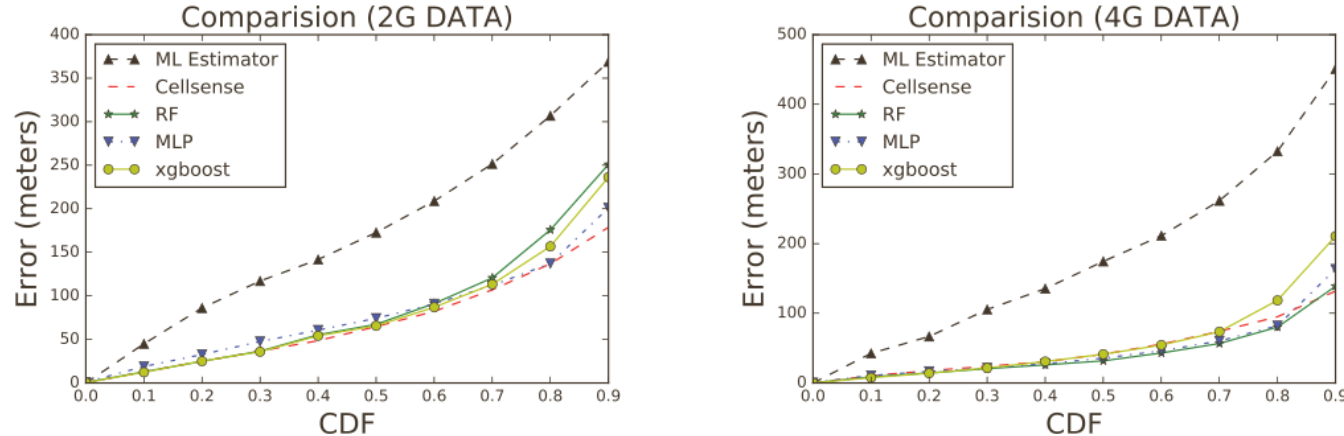 Comparision (2G DATA)
400
350
300
250
200
150
100
50
0
Error (meters)
ML Estimator
Cellsense
RF
MLP
xgboost
0.0 0.1 0.2 0.3 0.4 0.5 0.6 0.7 0.8 0.9
CDF
Comparision (4G DATA)
500
400
300
200
100
0
Error (meters)
ML Estimator
Cellsense
RF
MLP
xgboost
0.0 0.1 0.2 0.3 0.4 0.5 0.6 0.7 0.8 0.9
CDF